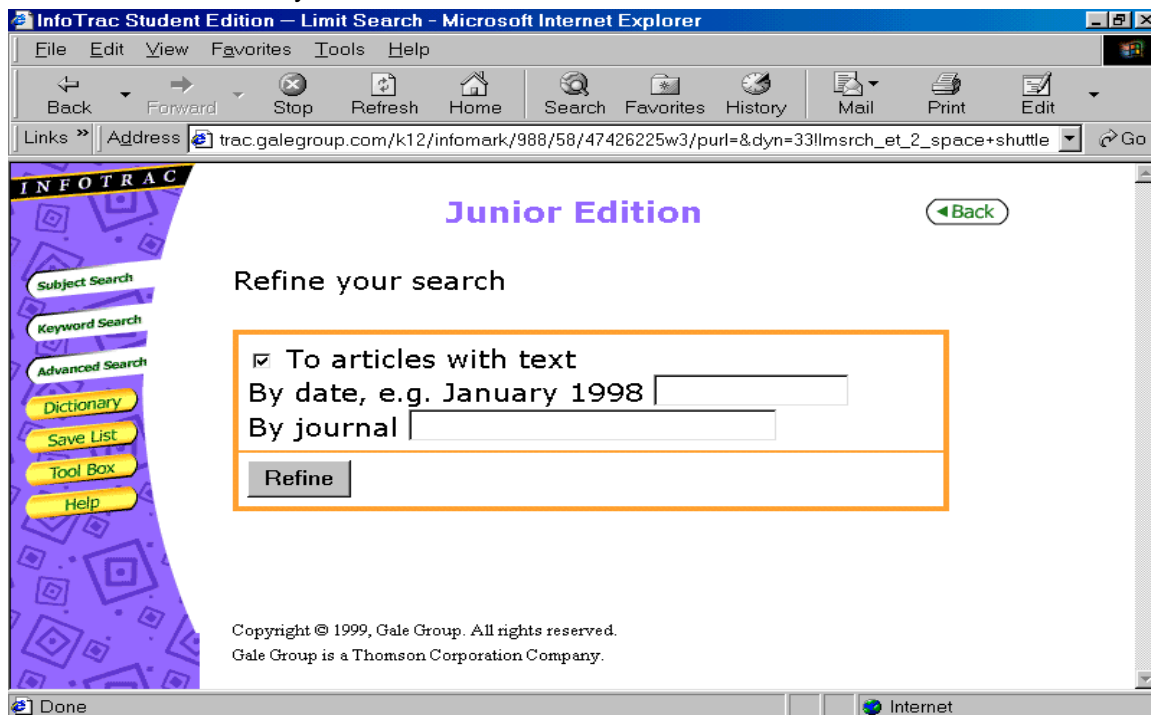 InfoTrac Student Edition — Limit Search - Microsoft Internet Explorer
File Edit View Favorites Tools Help
Back Forward Stop Refresh Home Search Favorites History Mail Print Edit
Links » Address trac.galegroup.com/k12/infomark/988/58/47426225w3/purl=&dyn=33!lmsrch_et_2_space+shuttle Go
INFOTRAC
Junior Edition
Back
Subject Search
Keyword Search
Advanced Search
Dictionary
Save List
Tool Box
Help
Refine your search
To articles with text
By date, e.g. January 1998
By journal
Refine
Copyright © 1999, Gale Group. All rights reserved.
Gale Group is a Thomson Corporation Company.
Done Internet